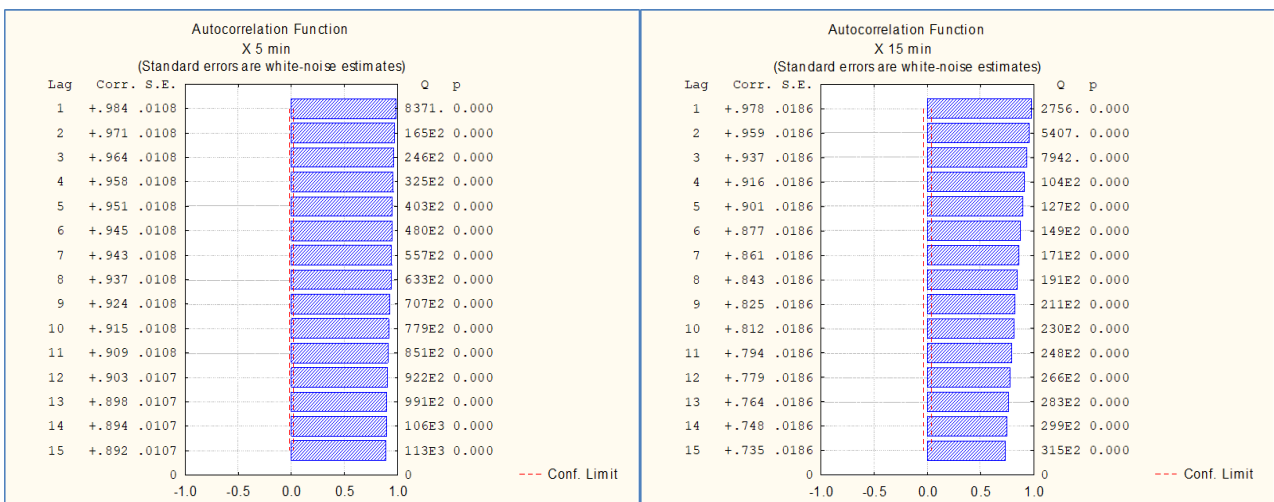 Autocorrelation Function
X 5 min
(Standard errors are white-noise estimates)
Lag Corr. S.E. Q p
1 +.984 .0108 8371. 0.000
2 +.971 .0108 165E2 0.000
3 +.964 .0108 246E2 0.000
4 +.958 .0108 325E2 0.000
5 +.951 .0108 403E2 0.000
6 +.945 .0108 480E2 0.000
7 +.943 .0108 557E2 0.000
8 +.937 .0108 633E2 0.000
9 +.924 .0108 707E2 0.000
10 +.915 .0108 779E2 0.000
11 +.909 .0108 851E2 0.000
12 +.903 .0107 922E2 0.000
13 +.898 .0107 991E2 0.000
14 +.894 .0107 106E3 0.000
15 +.892 .0107 113E3 0.000
0 0
-1.0 -0.5 0.0 0.5 1.0
Conf. Limit
Autocorrelation Function
X 15 min
(Standard errors are white-noise estimates)
Lag Corr. S.E. Q p
1 +.978 .0186 2756. 0.000
2 +.959 .0186 5407. 0.000
3 +.937 .0186 7942. 0.000
4 +.916 .0186 104E2 0.000
5 +.901 .0186 127E2 0.000
6 +.877 .0186 149E2 0.000
7 +.861 .0186 171E2 0.000
8 +.843 .0186 191E2 0.000
9 +.825 .0186 211E2 0.000
10 +.812 .0186 230E2 0.000
11 +.794 .0186 248E2 0.000
12 +.779 .0186 266E2 0.000
13 +.764 .0186 283E2 0.000
14 +.748 .0186 299E2 0.000
15 +.735 .0186 315E2 0.000
0 0
-1.0 -0.5 0.0 0.5 1.0
Conf. Limit